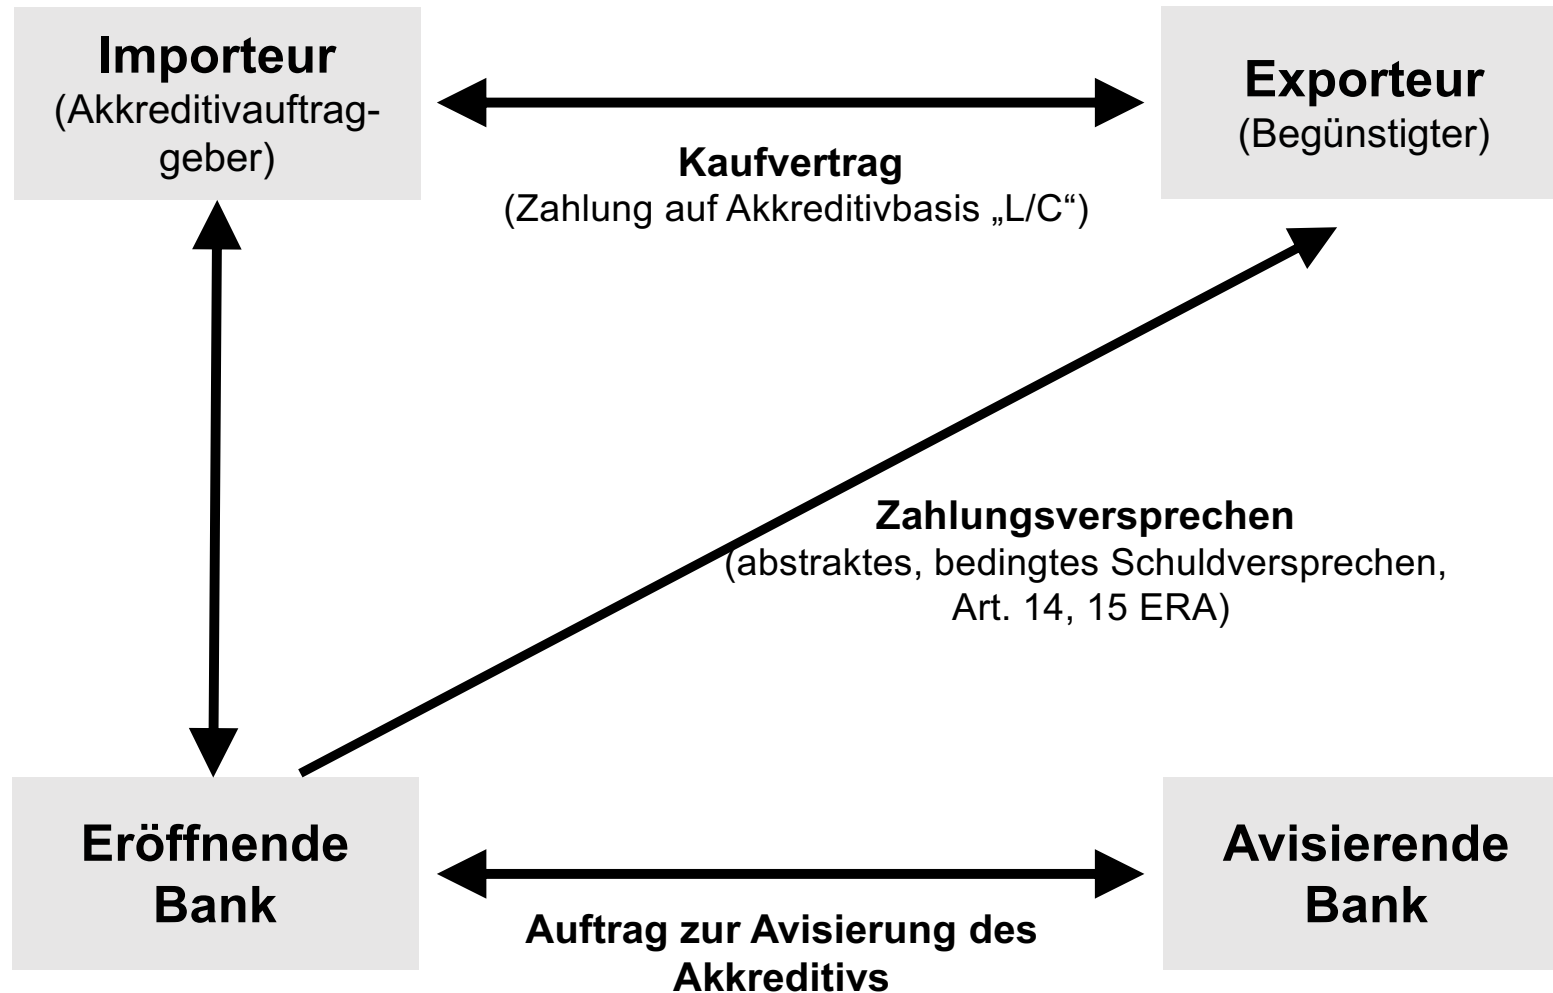 Importeur
(Akkreditivauftrag-
geber)
Exporteur
(Begünstigter)
Kaufvertrag
(Zahlung auf Akkreditivbasis „L/C“)
Zahlungsversprechen
(abstraktes, bedingtes Schuldversprechen,
Art. 14, 15 ERA)
Eröffnende
Bank
Avisierende
Bank
Auftrag zur Avisierung des
Akkreditivs